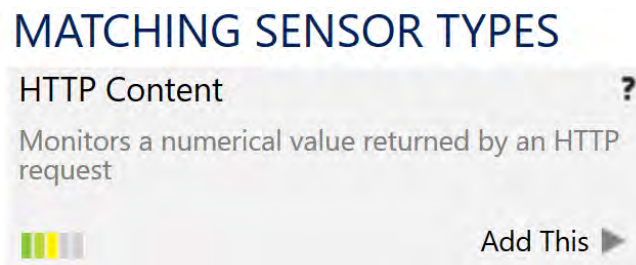 MATCHING SENSOR TYPES
HTTP Content ?
Monitors a numerical value returned by an HTTP
request
Add This